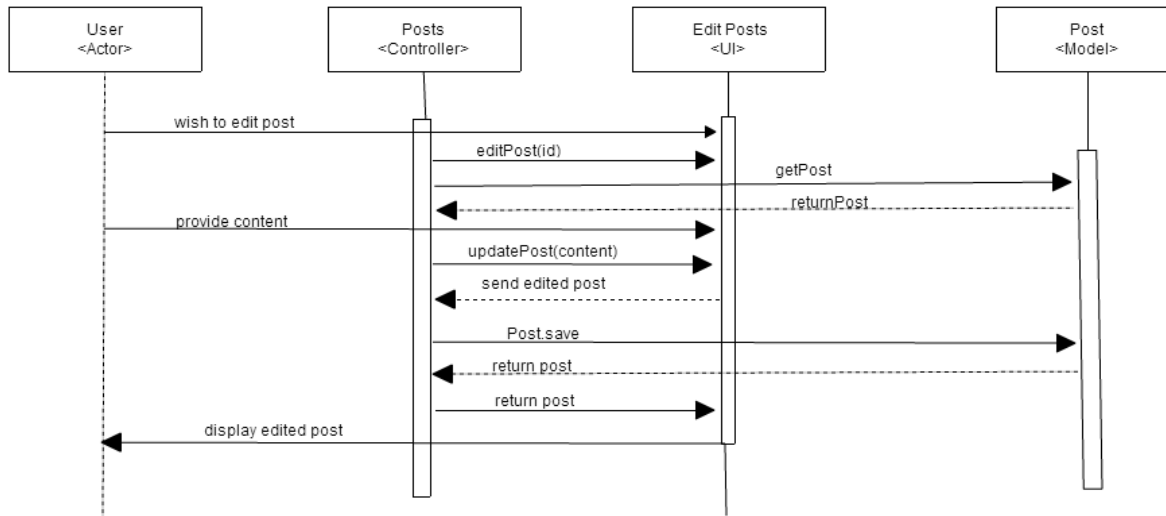 User
<Actor>
Posts
<Controller>
Edit Posts
<UI>
Post
<Model>
wish to edit post
editPost(id)
getPost
returnPost
provide content
updatePost(content)
send edited post
Post.save
return post
return post
display edited post